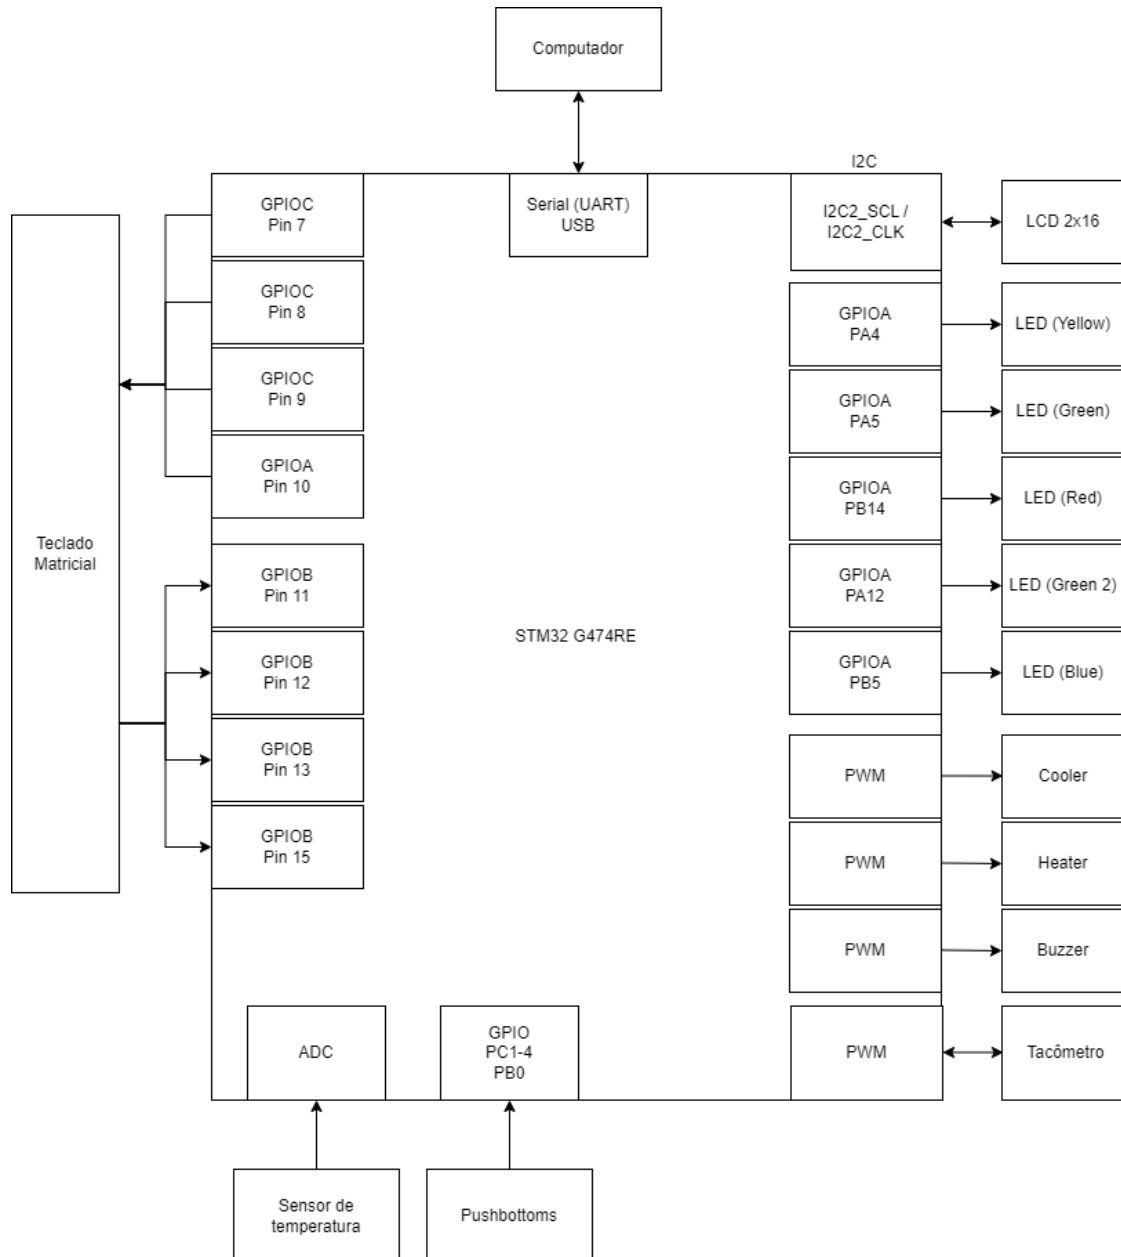 Computador
I2C
GPIOC
Pin 7
Serial (UART)
USB
I2C2_SCL /
I2C2_CLK
LCD 2x16
GPIOC
Pin 8
GPIOA
PA4
LED (Yellow)
GPIOC
Pin 9
GPIOA
PA5
LED (Green)
GPIOA
Pin 10
GPIOA
PB14
LED (Red)
Teclado
Matricial
GPIOB
Pin 11
GPIOA
PA12
LED (Green 2)
GPIOB
Pin 12
STM32 G474RE
GPIOA
PB5
LED (Blue)
GPIOB
Pin 13
PWM
Cooler
GPIOB
Pin 15
PWM
Heater
PWM
Buzzer
ADC
GPIO
PC1-4
PB0
PWM
Tacômetro
Sensor de
temperatura
Pushbottoms